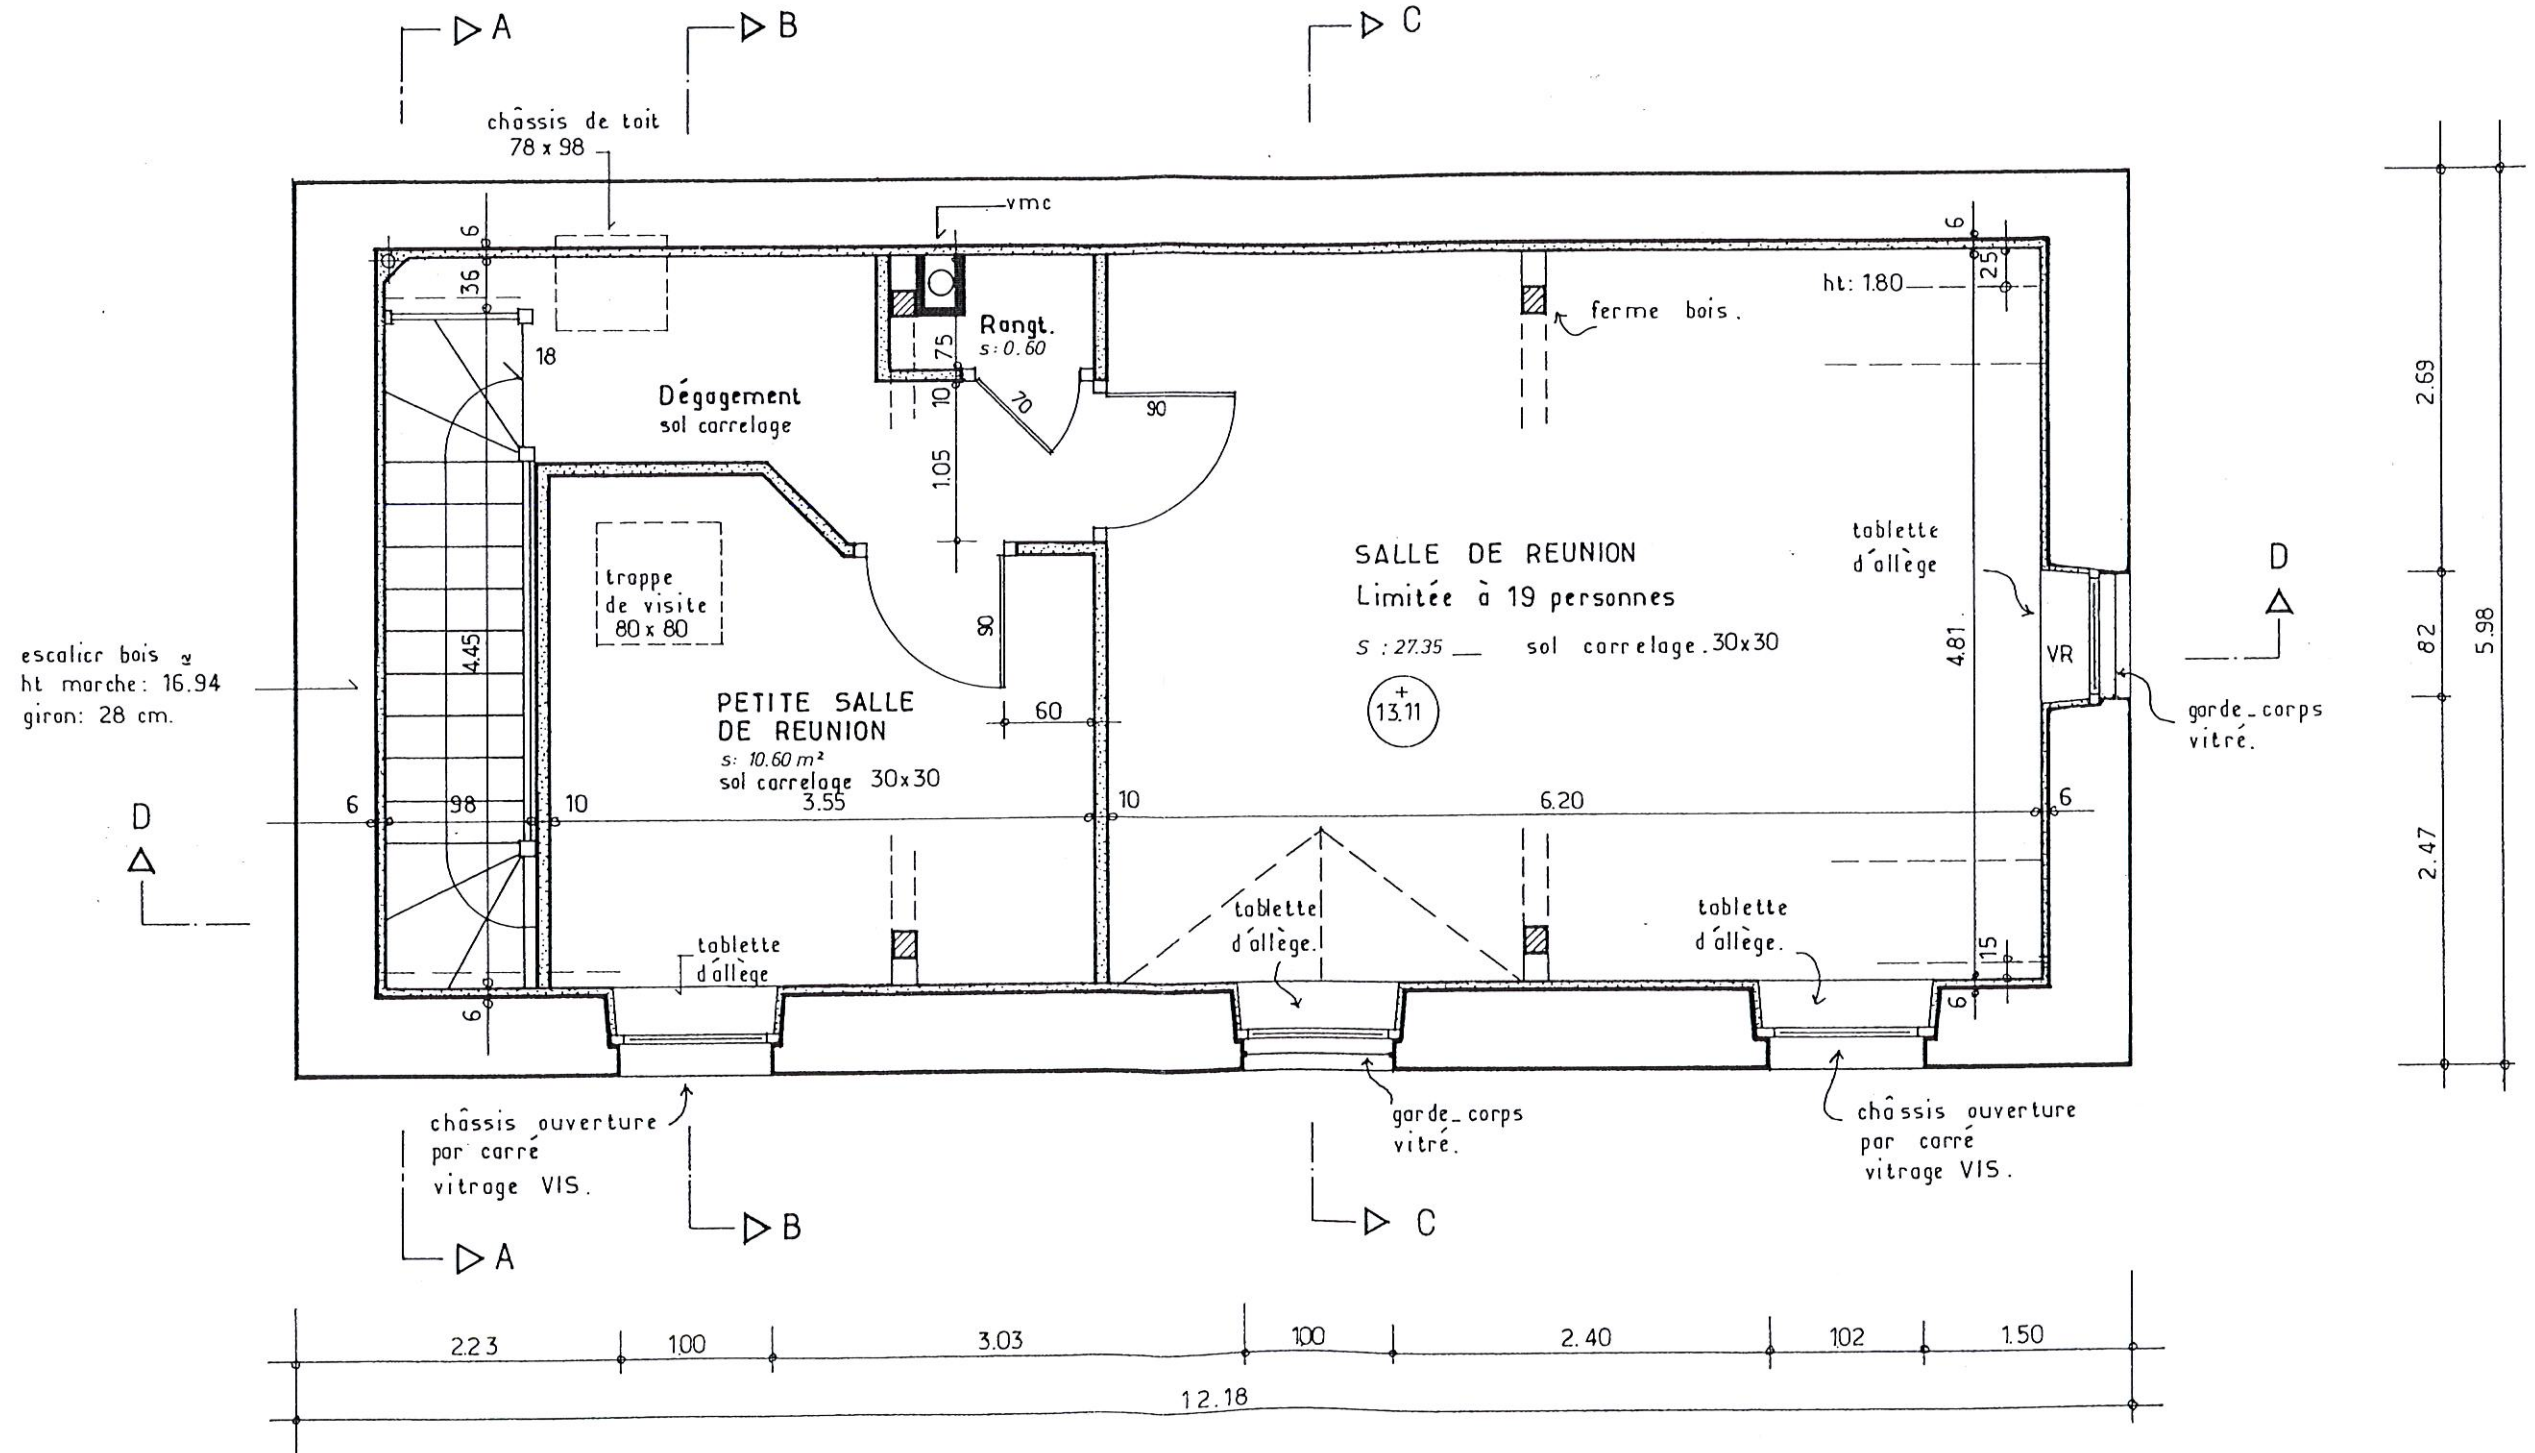 A
B
C
châssis de toit
78 x 98
vmc
6
36
18
Dégagement
sol carrelage
Rangt.
s: 0.60
75
10
70
90
1.05
6
25
ht: 1.80
ferme bois.
trappe
de visite
80 x 80
90
60
SALLE DE REUNION
Limitée à 19 personnes
S : 27.35 __ sol carrelage. 30x30
+
13.11
tablette
d'allège
4.81
VR
D
garde_corps
vitré.
2.69
82
2.47
5.98
escalier bois
ht marche: 16.94
giron: 28 cm.
4.45
PETITE SALLE
DE REUNION
s: 10.60 m²
sol carrelage 30x30
6
98
10
3.55
10
6.20
6
D
tablette
d'allège
tablette
d'allège.
tablette
d'allège.
15
6
6
châssis ouverture
par carré
vitrage VIS.
garde_corps
vitré.
châssis ouverture
par carré
vitrage VIS.
A
B
C
2.23
100
3.03
100
2.40
102
1.50
12.18